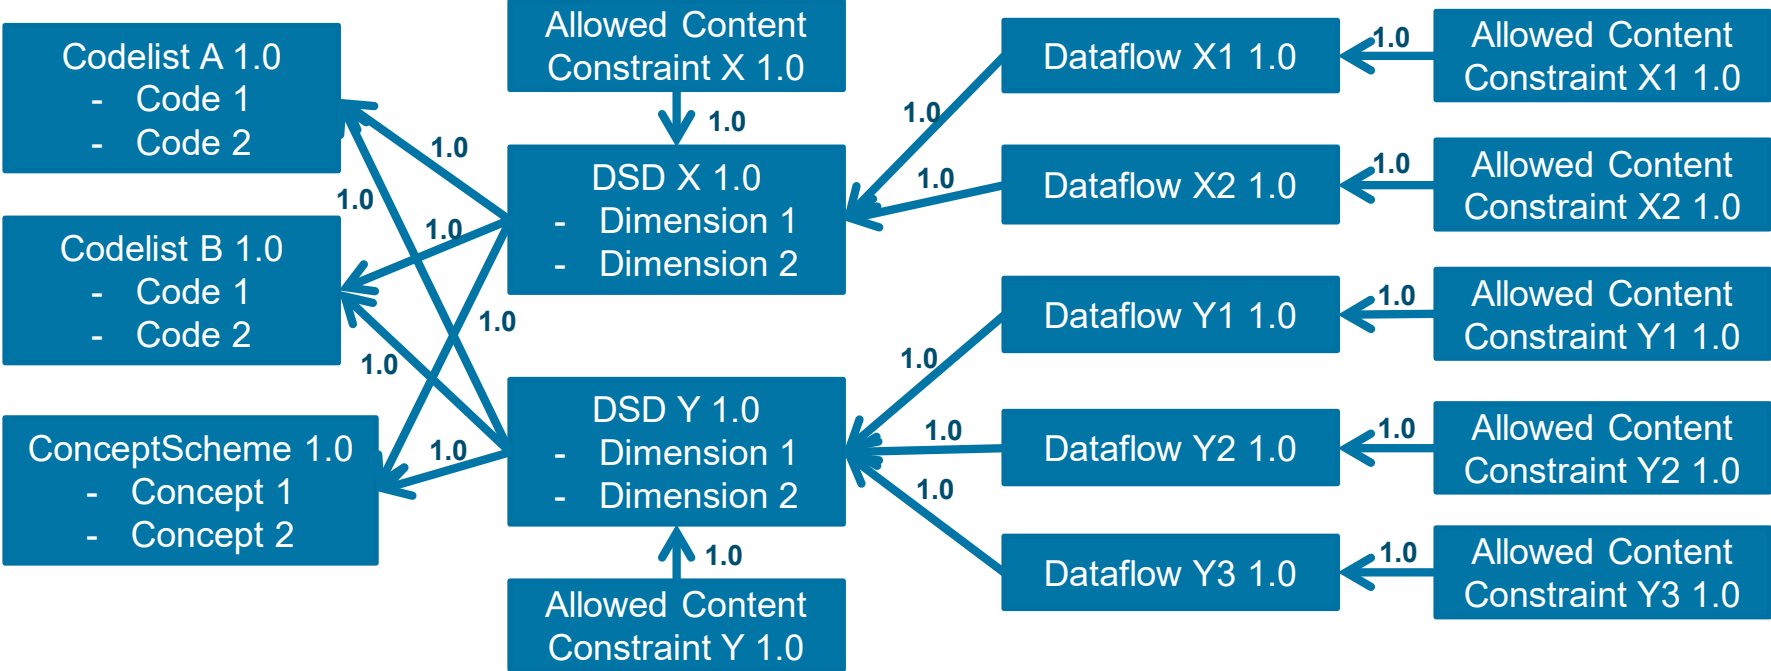 Codelist A 1.0
- Code 1
- Code 2
Codelist B 1.0
- Code 1
- Code 2
ConceptScheme 1.0
- Concept 1
- Concept 2
1.0
1.0
1.0
1.0
1.0
1.0
Allowed Content
Constraint X 1.0
1.0
DSD X 1.0
- Dimension 1
- Dimension 2
DSD Y 1.0
- Dimension 1
- Dimension 2
1.0
Allowed Content
Constraint Y 1.0
1.0
1.0
1.0
1.0
1.0
Dataflow X1 1.0
Dataflow X2 1.0
Dataflow Y1 1.0
Dataflow Y2 1.0
Dataflow Y3 1.0
1.0
1.0
1.0
1.0
1.0
Allowed Content
Constraint X1 1.0
Allowed Content
Constraint X2 1.0
Allowed Content
Constraint Y1 1.0
Allowed Content
Constraint Y2 1.0
Allowed Content
Constraint Y3 1.0